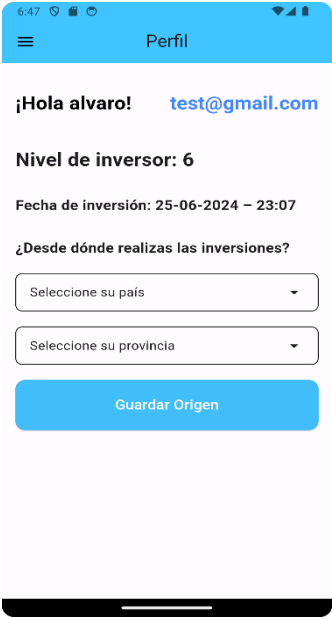 6:47
Perfil
¡Hola alvaro! test@gmail.com
Nivel de inversor: 6
Fecha de inversión: 25-06-2024 – 23:07
¿Desde dónde realizas las inversiones?
Seleccione su país
Seleccione su provincia
Guardar Origen